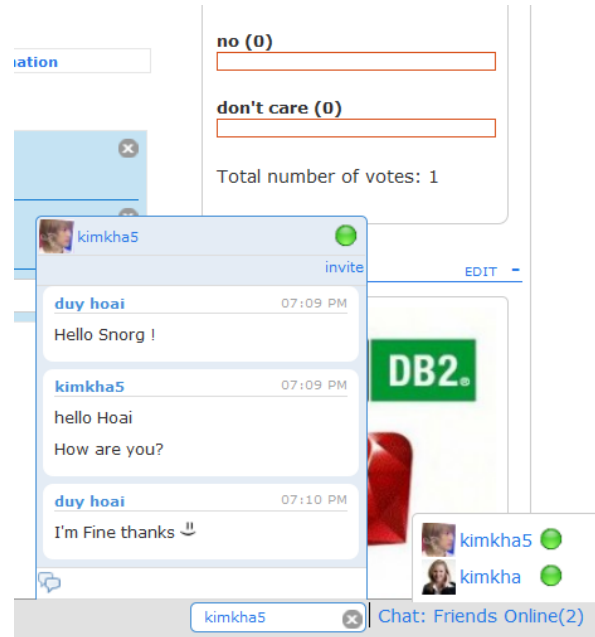 ation
no (0)
don't care (0)
Total number of votes: 1
kimkha5
invite
EDIT -
duy hoai 07:09 PM
Hello Snorg !
kimkha5 07:09 PM
hello Hoai
How are you?
duy hoai 07:10 PM
I'm Fine thanks
DB2®
kimkha5
kimkha
kimkha5
Chat: Friends Online(2)